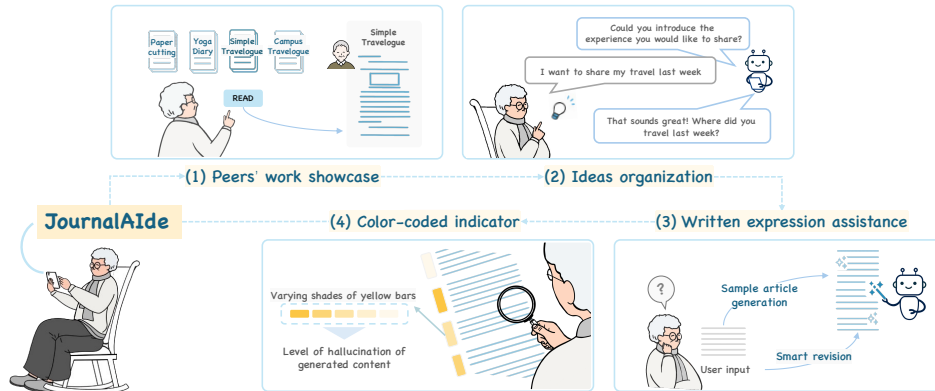 Paper
cutting
Yoga
Diary
Simple
Travelogue
Campus
Travelogue
Simple
Travelogue
READ
Could you introduce the
experience you would like to share?
I want to share my travel last week
That sounds great! Where did you
travel last week?
(1) Peers' work showcase
(2) Ideas organization
JournalAIde
(4) Color-coded indicator
(3) Written expression assistance
Varying shades of yellow bars
Level of hallucination of
generated content
?
Sample article
generation
User input
Smart revision